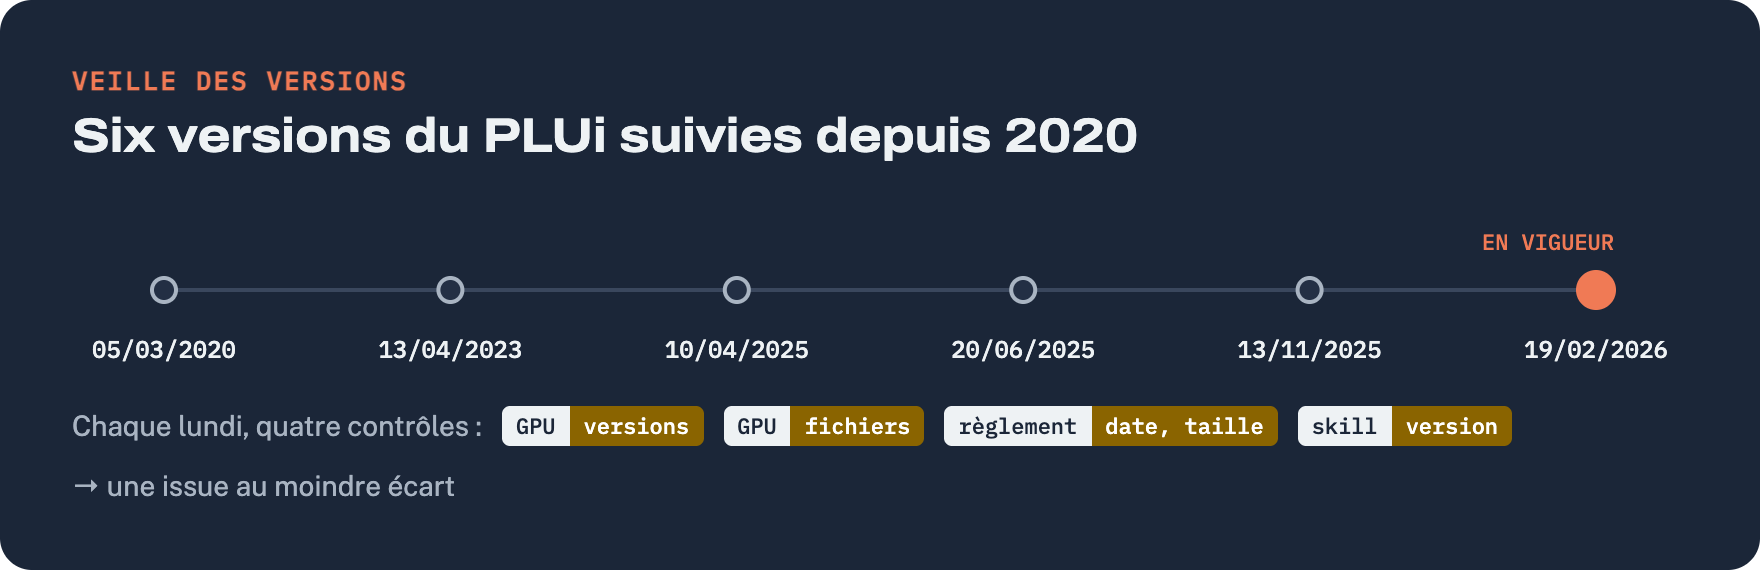 VEILLE DES VERSIONS
Six versions du PLUi suivies depuis 2020
EN VIGUEUR
05/03/2020 13/04/2023 10/04/2025 20/06/2025 13/11/2025 19/02/2026
Chaque lundi, quatre contrôles : GPU versions GPU fichiers règlement date, taille skill version
→ une issue au moindre écart